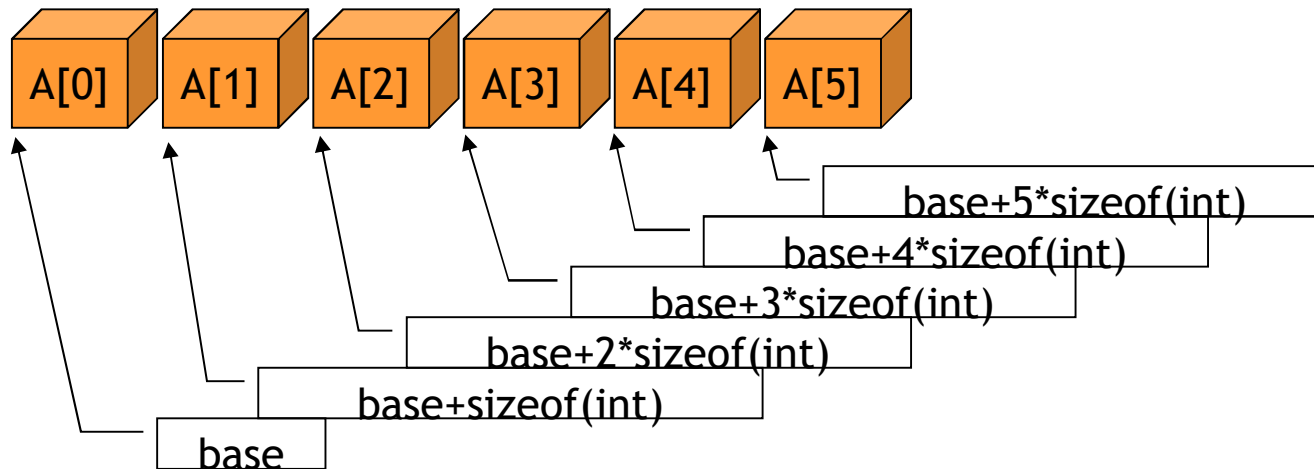 A[0] A[1] A[2] A[3] A[4] A[5]
base+5*sizeof(int)
base+4*sizeof(int)
base+3*sizeof(int)
base+2*sizeof(int)
base+sizeof(int)
base